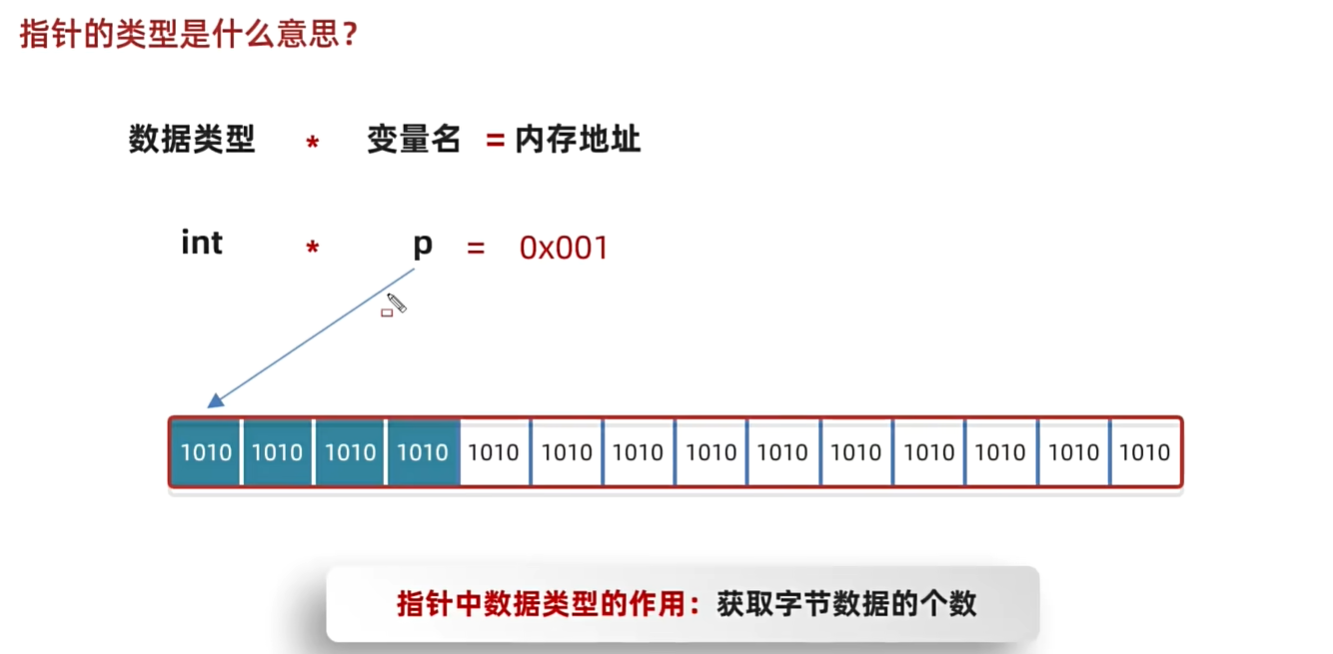 指针的类型是什么意思?
数据类型 * 变量名 = 内存地址
int * p = 0x001
1010 1010 1010 1010 1010 1010 1010 1010 1010 1010 1010 1010 1010 1010
指针中数据类型的作用：获取字节数据的个数